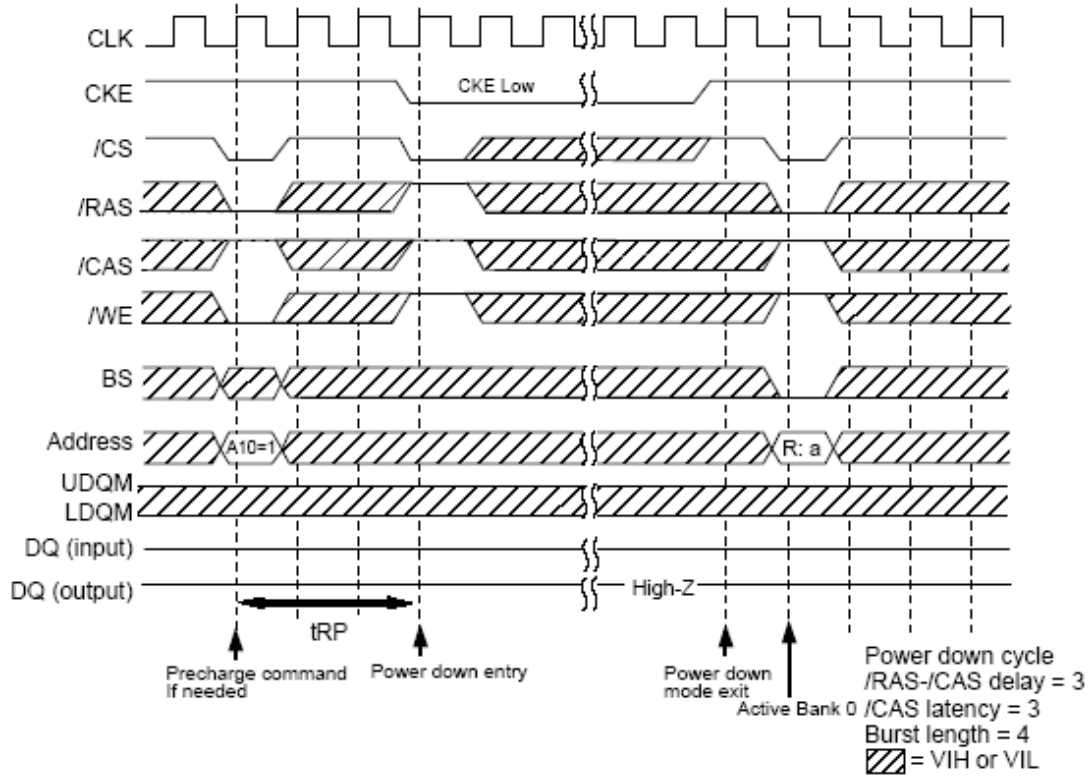 CLK
CKE
CKE Low
/CS
/RAS
/CAS
/WE
BS
Address
A10=1
R: a
UDQM
LDQM
DQ (input)
DQ (output)
High-Z
tRP
Precharge command
If needed
Power down entry
Power down
mode exit
Active Bank 0
Power down cycle
/RAS-/CAS delay = 3
/CAS latency = 3
Burst length = 4
= VIH or VIL